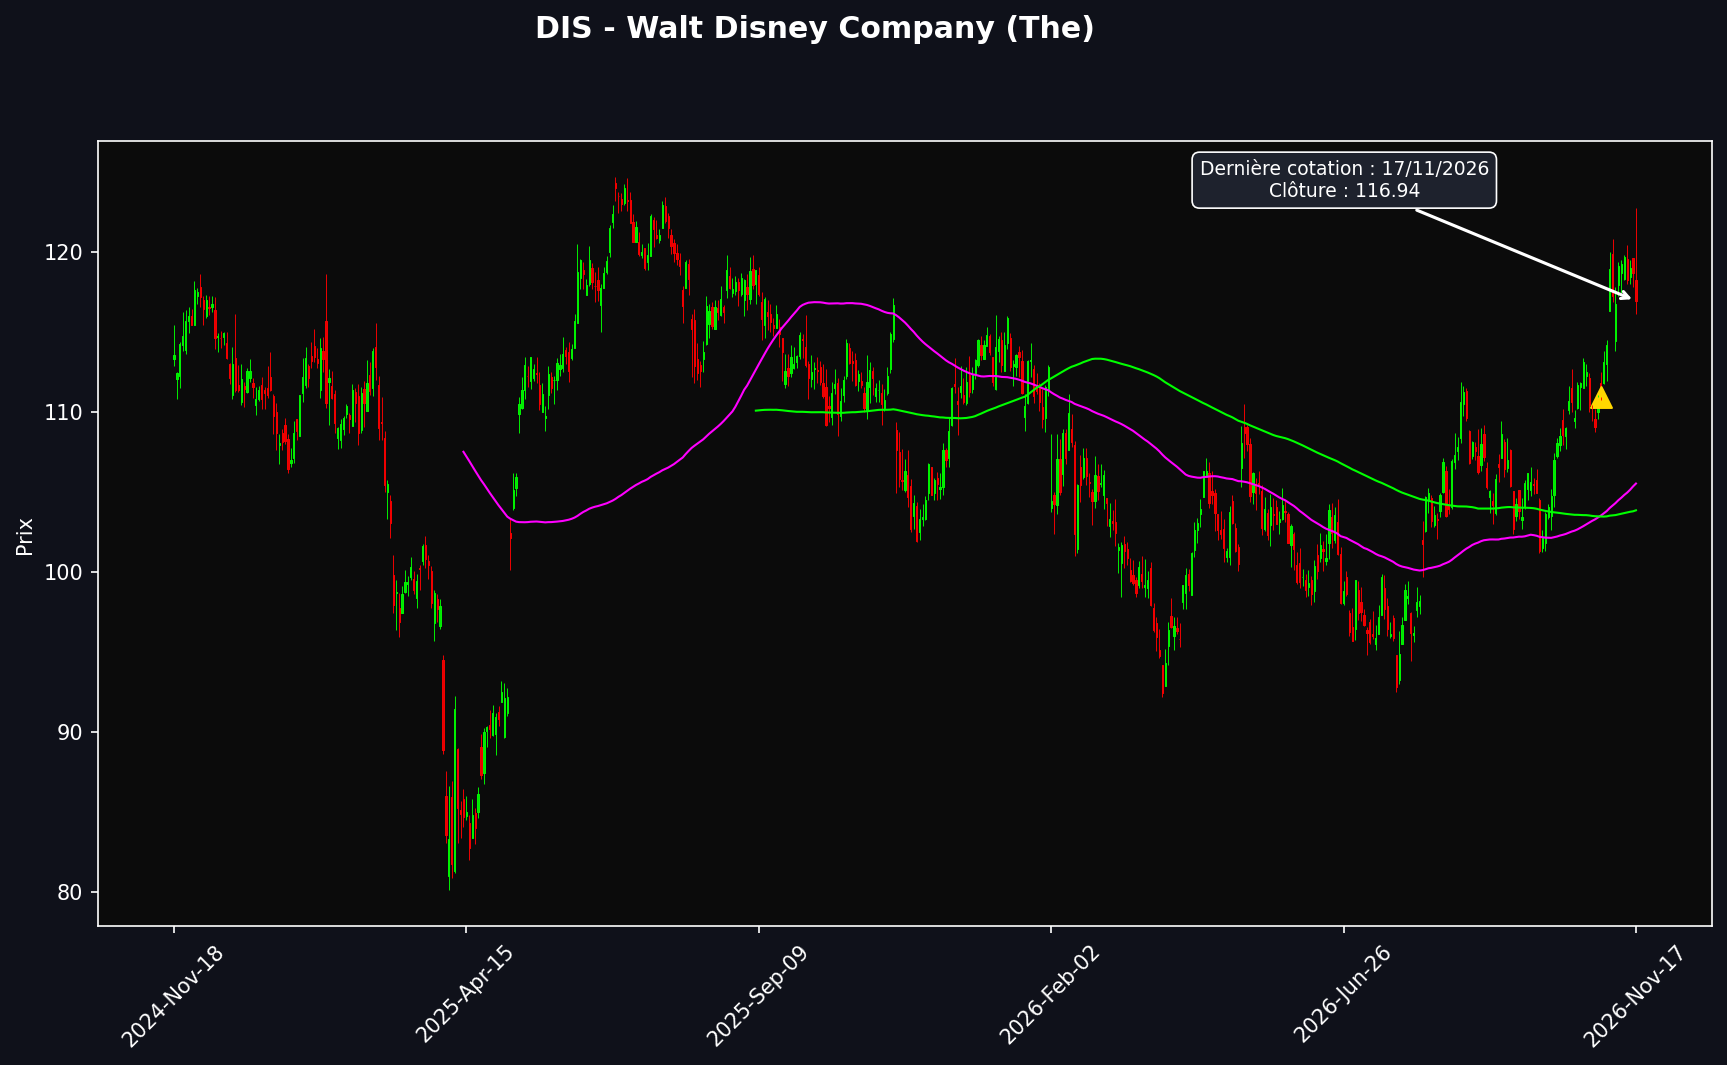 DIS - Walt Disney Company (The)
Dernière cotation : 17/11/2026
Clôture : 116.94
Prix
120
110
100
90
80
2024-Nov-18
2025-Apr-15
2025-Sep-09
2026-Feb-02
2026-Jun-26
2026-Nov-17